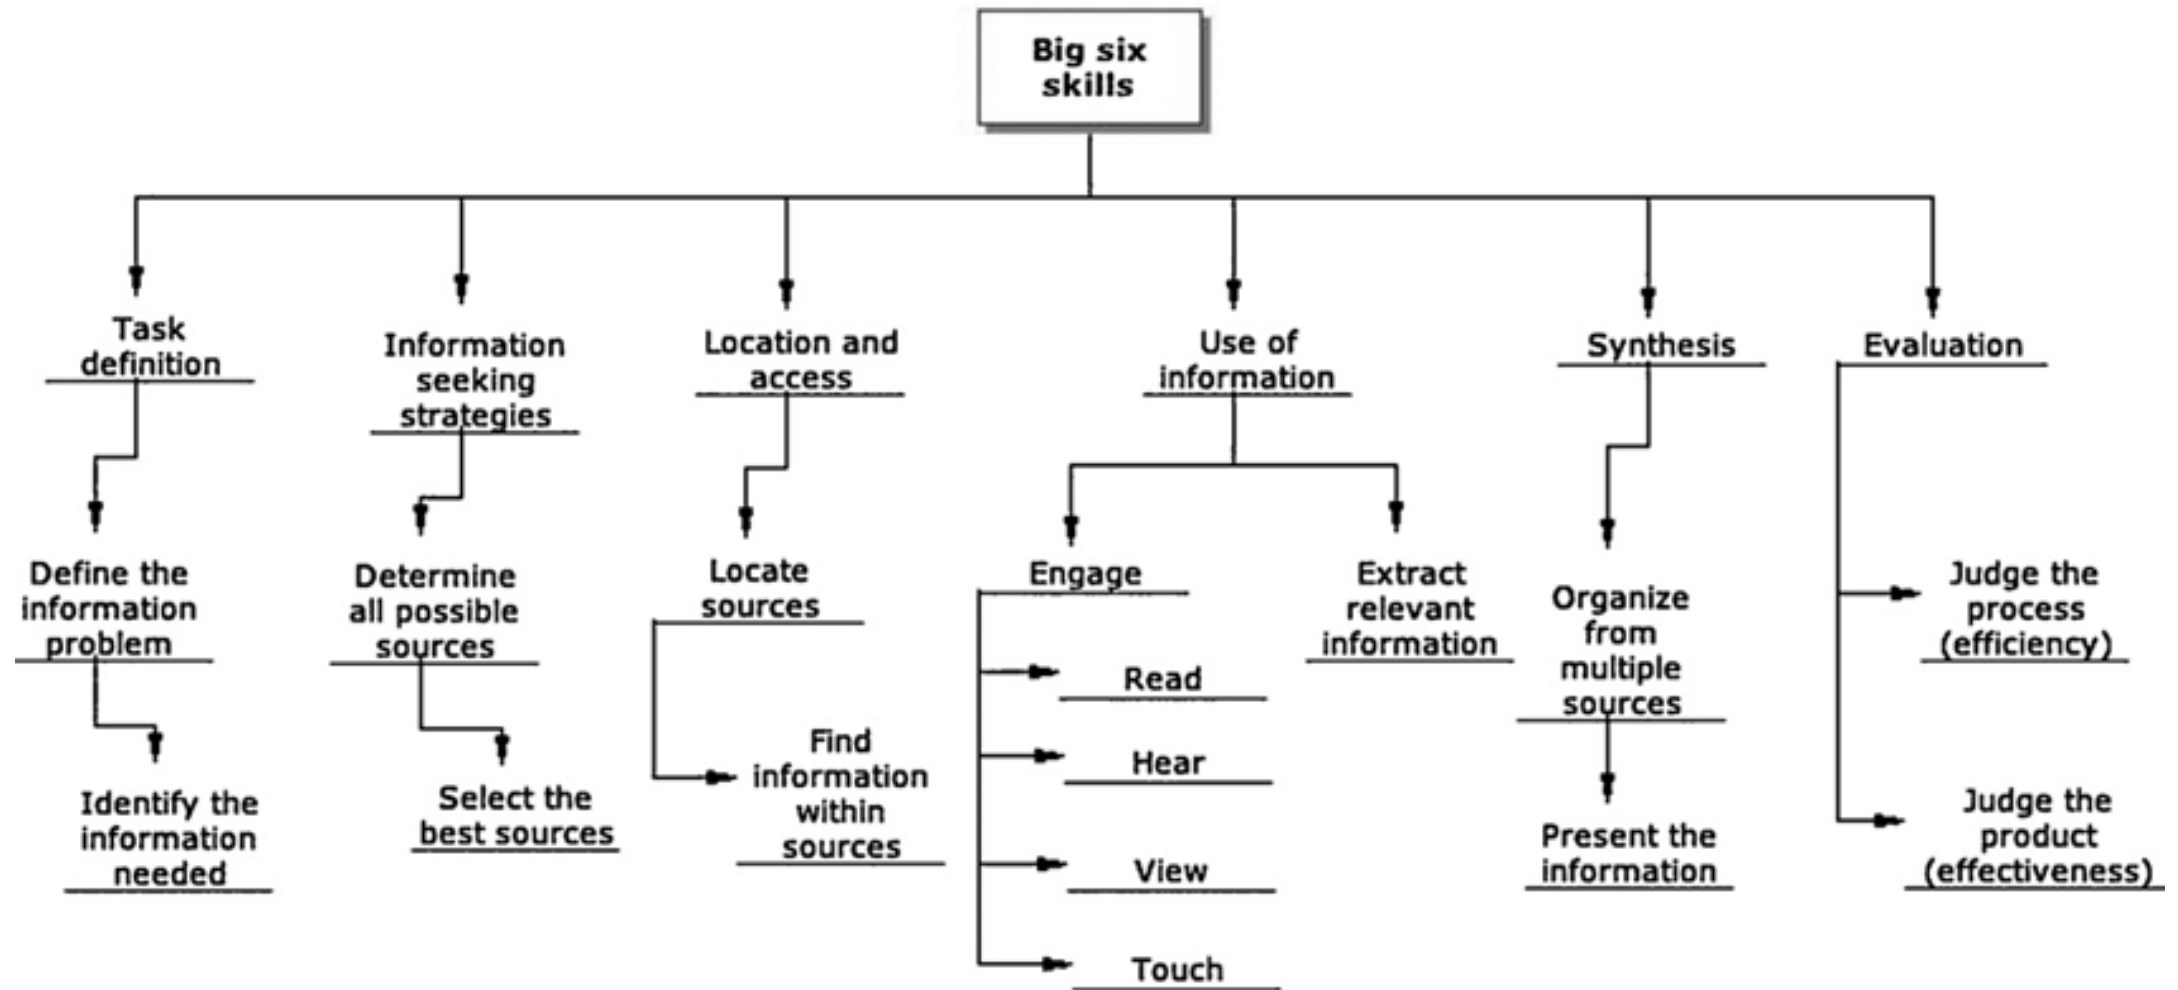 Big six
skills
Task
definition
Information
seeking
strategies
Location and
access
Use of
information
Synthesis
Evaluation
Define the
information
problem
Identify the
information
needed
Determine
all possible
sources
Select the
best sources
Locate
sources
Find
information
within
sources
Engage
Read
Hear
View
Touch
Extract
relevant
information
Organize
from
multiple
sources
Present the
information
Judge the
process
(efficiency)
Judge the
product
(effectiveness)